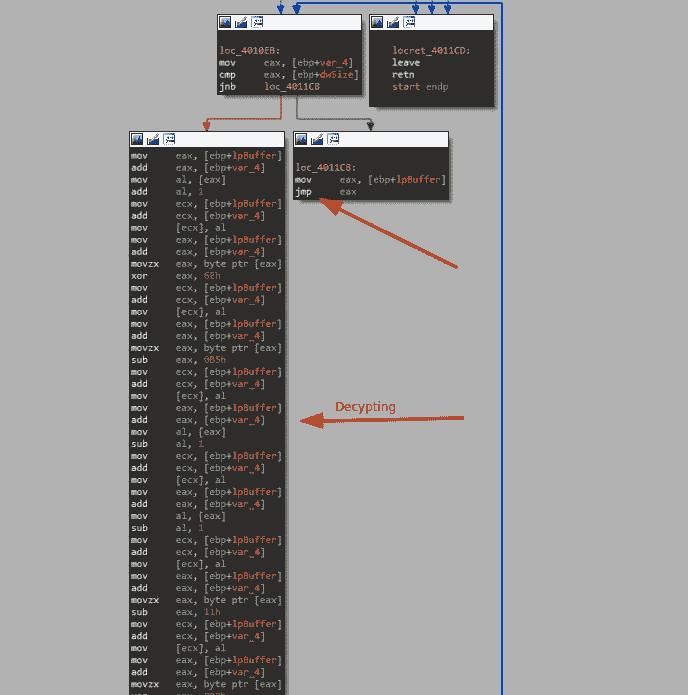 loc_4010EB:
mov eax, [ebp+var_4]
cmp eax, [ebp+dwSize]
jnb loc_4011C8
locret_4011CD:
leave
retn
start endp
mov eax, [ebp+lpBuffer]
add eax, [ebp+var_4]
mov al, [eax]
add al, 1
mov ecx, [ebp+lpBuffer]
add ecx, [ebp+var_4]
mov [ecx], al
mov eax, [ebp+lpBuffer]
add eax, [ebp+var_4]
movzx eax, byte ptr [eax]
xor eax,
mov ecx, [ebp+lpBuffer]
add ecx, [ebp+var_4]
mov [ecx], al
mov eax, [ebp+lpBuffer]
add eax, [ebp+var_4]
movzx eax, byte ptr [eax]
sub eax, 0B5h
mov ecx, [ebp+lpBuffer]
add ecx, [ebp+var_4]
mov [ecx], al
mov eax, [ebp+lpBuffer]
add eax, [ebp+var_4]
mov al, [eax]
sub al, 1
mov ecx, [ebp+lpBuffer]
add ecx, [ebp+var_4]
mov [ecx], al
mov eax, [ebp+lpBuffer]
add eax, [ebp+var_4]
mov al, [eax]
sub al, 1
mov ecx, [ebp+lpBuffer]
add ecx, [ebp+var_4]
mov [ecx], al
mov eax, [ebp+lpBuffer]
add eax, [ebp+var_4]
movzx eax, byte ptr [eax]
sub eax, 11h
mov ecx, [ebp+lpBuffer]
add ecx, [ebp+var_4]
mov [ecx], al
mov eax, [ebp+lpBuffer]
add eax, [ebp+var_4]
movzx eax, byte ptr [eax]
loc_4011C8:
mov eax, [ebp+lpBuffer]
jmp eax
Decypting